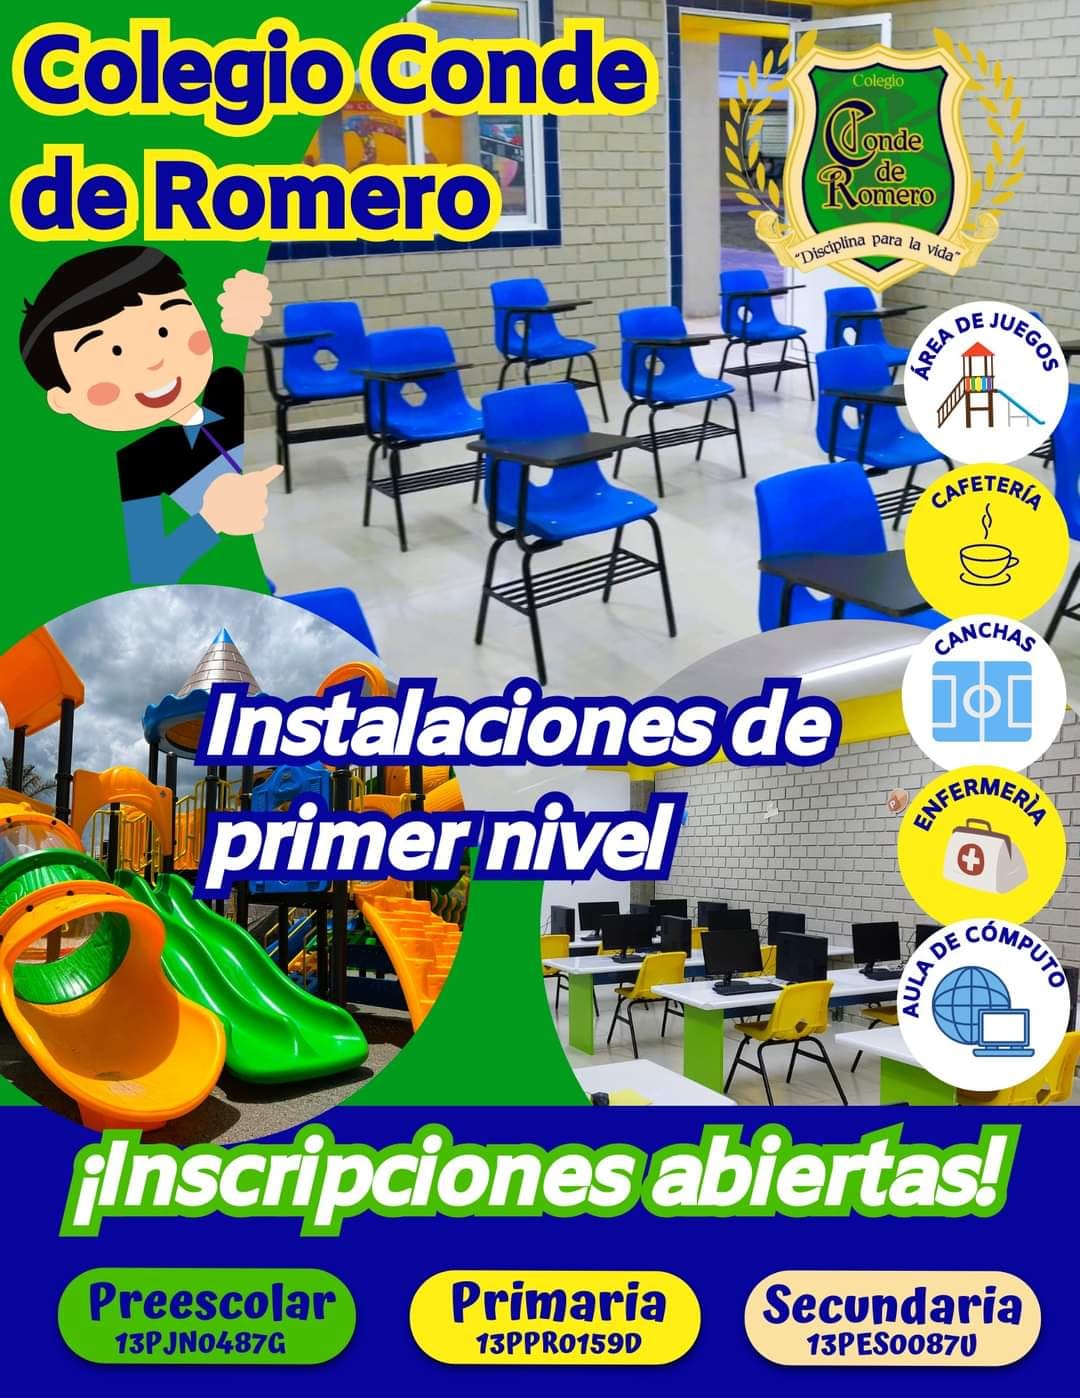 Colegio Conde
de Romero
Colegio
Conde
de
Romero
"Disciplina para la vida"
ÁREA DE JUEGOS
CAFETERÍA
CANCHAS
ENFERMERÌA
AULA DE CÓMPUTO
Instalaciones de
primer nivel
¡Inscripciones abiertas!
Preescolar
13PJN0487G
Primaria
13PPR0159D
Secundaria
13PES0087U